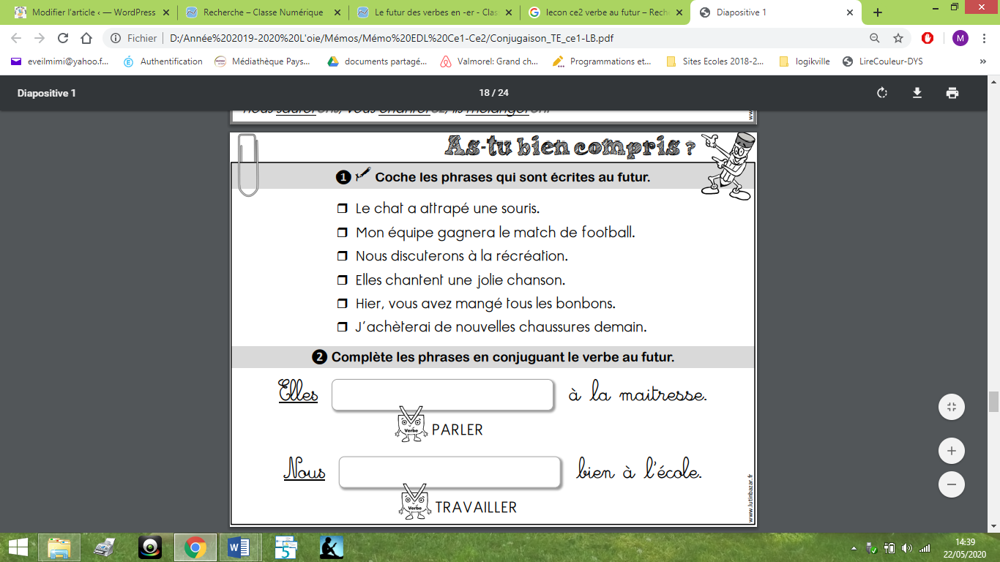 Modifier l'article ‹ — WordPress
Recherche – Classe Numérique
Le futur des verbes en -er - Clas
lecon ce2 verbe au futur – Rech
Diapositive 1
Fichier
D:/Année%202019-2020%20L'oie/Mémos/Mémo%20EDL%20Ce1-Ce2/Conjugaison_TE_ce1-LB.pdf
M
eveilmimi@yahoo.f...
Authentification
Médiathèque Pays...
documents partagé...
Valmorel: Grand ch...
Programmations et...
Sites Ecoles 2018-2...
logikville
LireCouleur-DYS
»
Diapositive 1
18 / 24
As-tu bien compris ?
1 Coche les phrases qui sont écrites au futur.
Le chat a attrapé une souris.
Mon équipe gagnera le match de football.
Nous discuterons à la récréation.
Elles chantent une jolie chanson.
Hier, vous avez mangé tous les bonbons.
J'achèterai de nouvelles chaussures demain.
2 Complète les phrases en conjuguant le verbe au futur.
Elles à la maitresse.
Verbe PARLER
Nous bien à l'école.
Verbe TRAVAILLER
www.lutinbazar.fr
14:39
22/05/2020